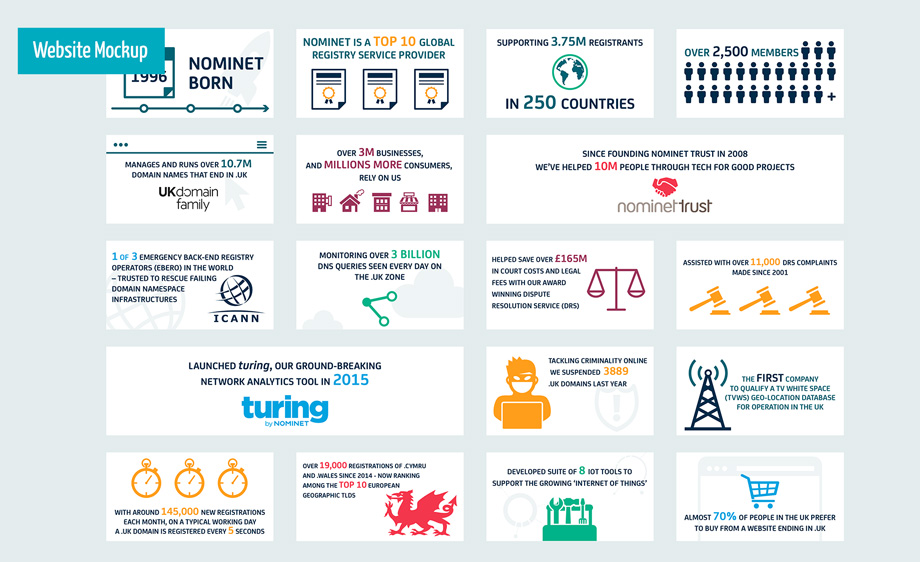 Website Mockup
1996
NOMINET
BORN
NOMINET IS A TOP 10 GLOBAL
REGISTRY SERVICE PROVIDER
SUPPORTING 3.75M REGISTRANTS
IN 250 COUNTRIES
OVER 2,500 MEMBERS
+
MANAGES AND RUNS OVER 10.7M
DOMAIN NAMES THAT END IN .UK
UKdomain
family
OVER 3M BUSINESSES,
AND MILLIONS MORE CONSUMERS,
RELY ON US
SINCE FOUNDING NOMINET TRUST IN 2008
WE'VE HELPED 10M PEOPLE THROUGH TECH FOR GOOD PROJECTS
nominettrust
1 OF 3 EMERGENCY BACK-END REGISTRY
OPERATORS (EBERO) IN THE WORLD
– TRUSTED TO RESCUE FAILING
DOMAIN NAMESPACE
INFRASTRUCTURES
ICANN
MONITORING OVER 3 BILLION
DNS QUERIES SEEN EVERY DAY ON
THE .UK ZONE
HELPED SAVE OVER £165M
IN COURT COSTS AND LEGAL
FEES WITH OUR AWARD
WINNING DISPUTE
RESOLUTION SERVICE (DRS)
ASSISTED WITH OVER 11,000 DRS COMPLAINTS
MADE SINCE 2001
LAUNCHED turing, OUR GROUND-BREAKING
NETWORK ANALYTICS TOOL IN 2015
turing
by NOMINET
TACKLING CRIMINALITY ONLINE
WE SUSPENDED 3889
.UK DOMAINS LAST YEAR
THE FIRST COMPANY
TO QUALIFY A TV WHITE SPACE
(TVWS) GEO-LOCATION DATABASE
FOR OPERATION IN THE UK
WITH AROUND 145,000 NEW REGISTRATIONS
EACH MONTH, ON A TYPICAL WORKING DAY
A .UK DOMAIN IS REGISTERED EVERY 5 SECONDS
OVER 19,000 REGISTRATIONS OF .CYMRU
AND .WALES SINCE 2014 - NOW RANKING
AMONG THE TOP 10 EUROPEAN
GEOGRAPHIC TLDS
DEVELOPED SUITE OF 8 IOT TOOLS TO
SUPPORT THE GROWING 'INTERNET OF THINGS'
ALMOST 70% OF PEOPLE IN THE UK PREFER
TO BUY FROM A WEBSITE ENDING IN .UK